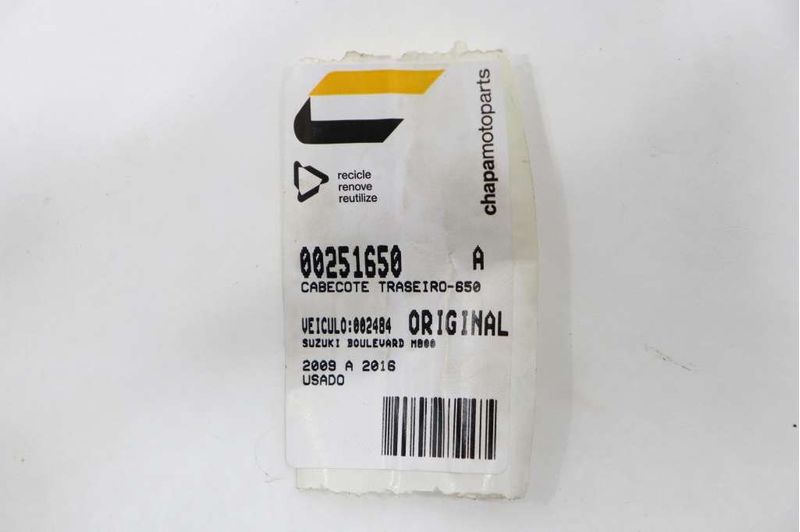 chapamotoparts
recicle
renove
reutilize
00251650 A
CABECOTE TRASEIRO-650
VEICULO:002484 ORIGINAL
SUZUKI BOULEVARD M800
2009 A 2016
USADO